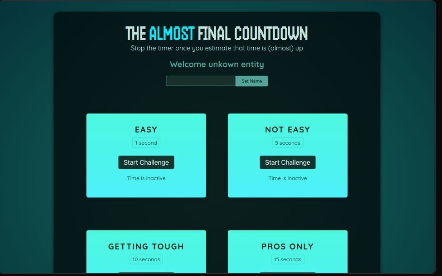 THE ALMOST FINAL COUNTDOWN
Stop the timer once you estimate that time is (almost) up
Welcome unkown entity
Set Name
EASY
1 second
Start Challenge
Time is inactive
NOT EASY
5 seconds
Start Challenge
Time is inactive
GETTING TOUGH
10 seconds
PROS ONLY
15 seconds